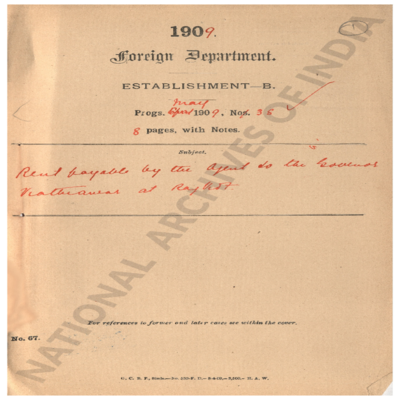 1909.
Foreign Department.
ESTABLISHMENT—B.
May
Progs. 1909, Nos. 36
8 pages, with Notes.
Subject.
Rent payable by the Agent to the Governor
Kathiawar at Rajkot
For references to former and later cases see within the cover.
No. 67.
NATIONAL ARCHIVES OF INDIA